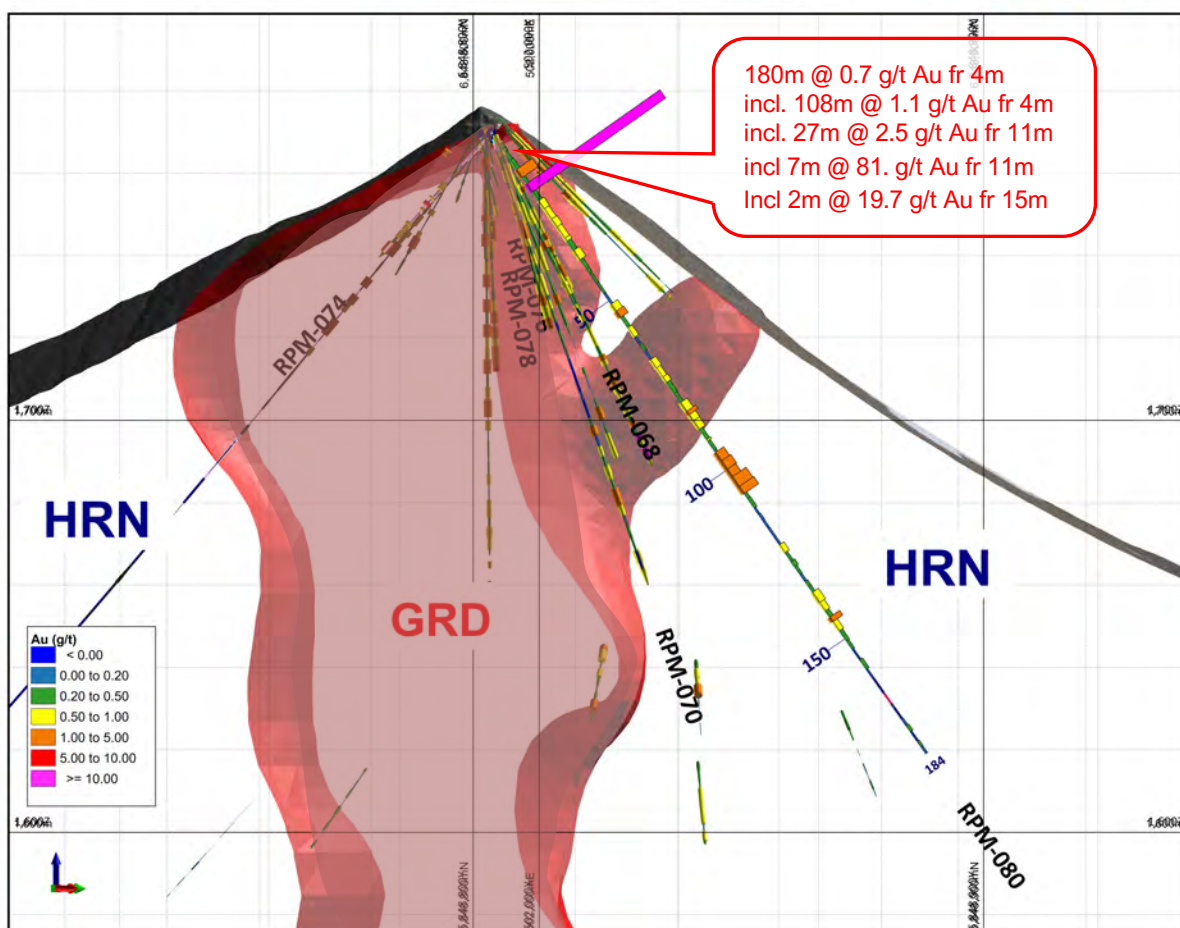 180m @ 0.7 g/t Au fr 4m
incl. 108m @ 1.1 g/t Au fr 4m
incl. 27m @ 2.5 g/t Au fr 11m
incl 7m @ 81. g/t Au fr 11m
Incl 2m @ 19.7 g/t Au fr 15m
RPM-074
RPM-078
50
RPM-068
100
HRN
HRN
GRD
150
RPM-070
184
RPM-080
Au (g/t)
< 0.00
0.00 to 0.20
0.20 to 0.50
0.50 to 1.00
1.00 to 5.00
5.00 to 10.00
>= 10.00